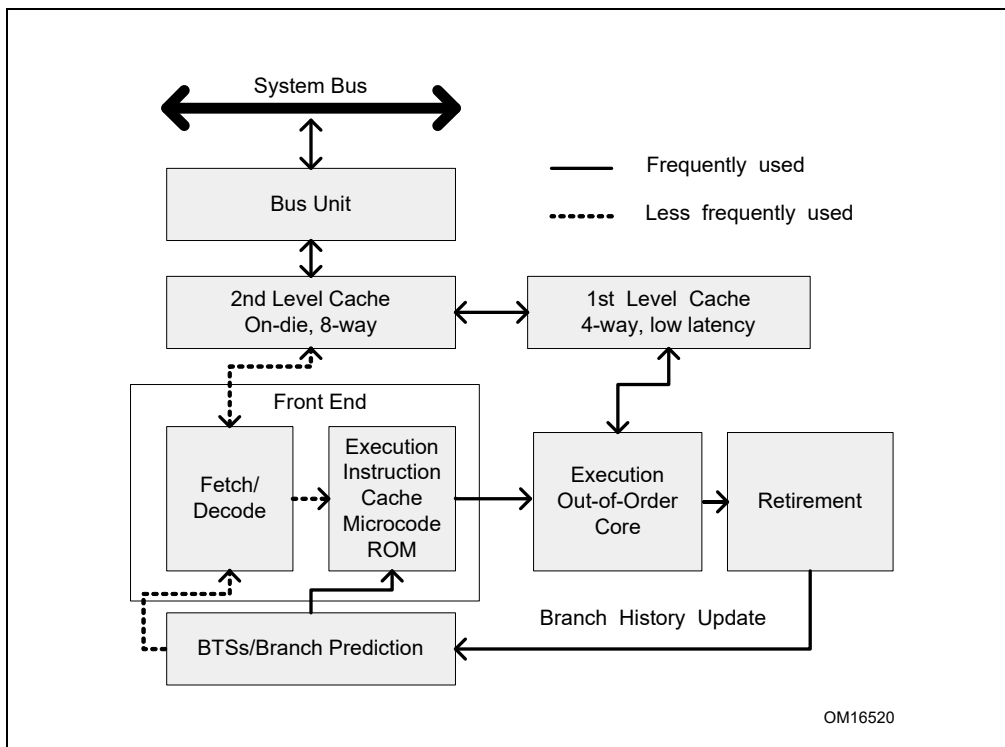 System Bus
Bus Unit
Frequently used
Less frequently used
2nd Level Cache
On-die, 8-way
1st Level Cache
4-way, low latency
Front End
Fetch/
Decode
Execution
Instruction
Cache
Microcode
ROM
Execution
Out-of-Order
Core
Retirement
Branch History Update
BTSs/Branch Prediction
OM16520